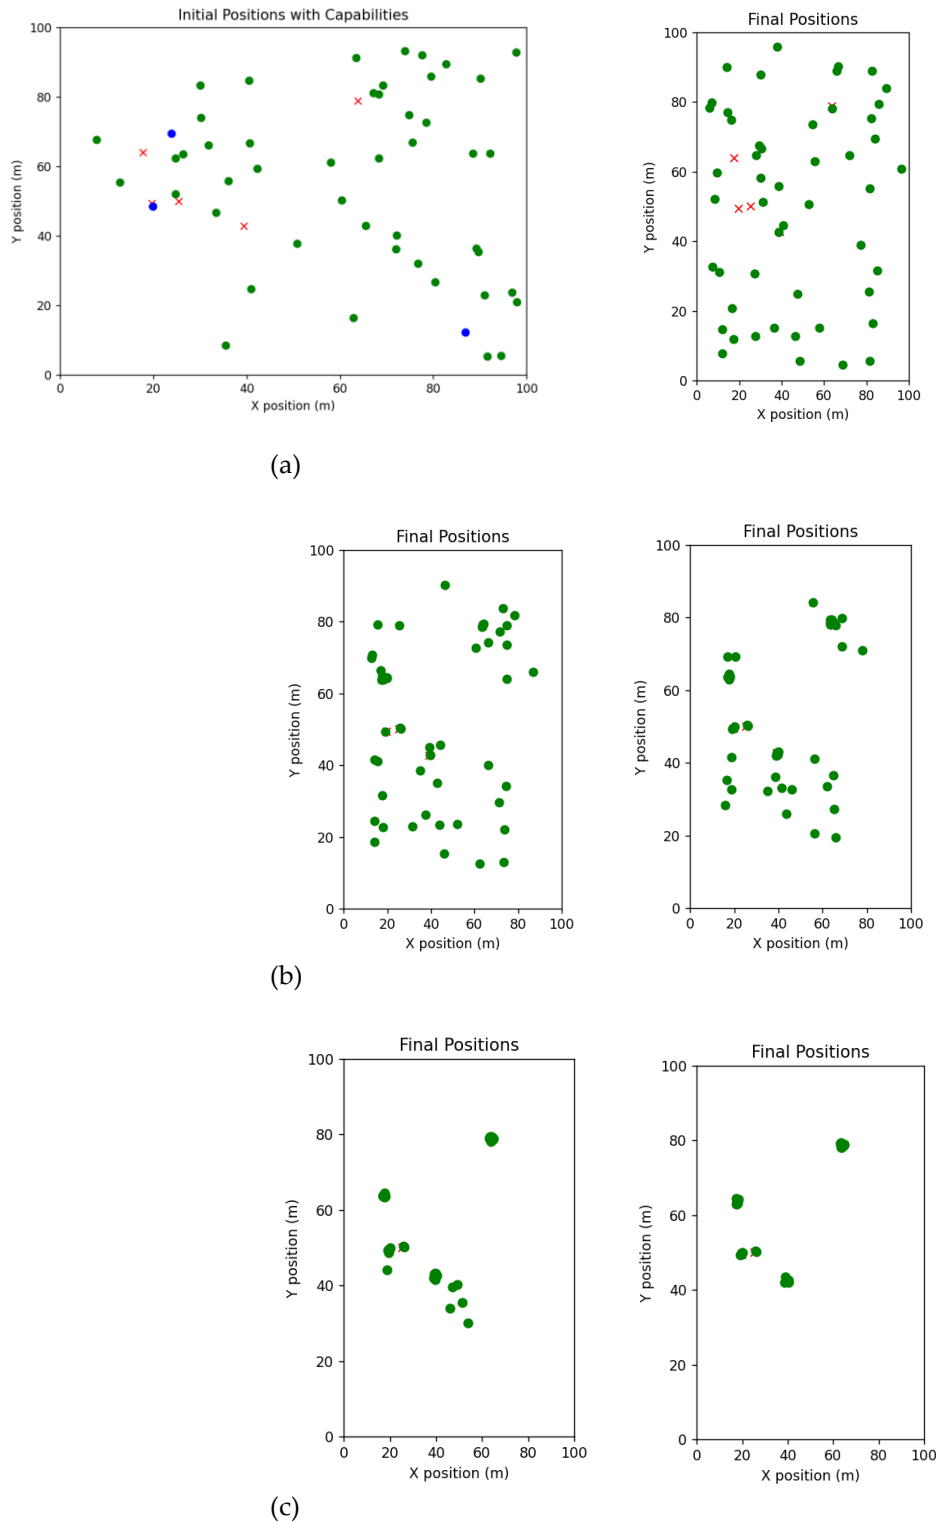 Initial Positions with Capabilities
100
80
60
40
20
0
Y position (m)
0 20 40 60 80 100
X position (m)
Final Positions
100
80
60
40
20
0
Y position (m)
0 20 40 60 80 100
X position (m)
(a)
Final Positions
100
80
60
40
20
0
Y position (m)
0 20 40 60 80 100
X position (m)
Final Positions
100
80
60
40
20
0
Y position (m)
0 20 40 60 80 100
X position (m)
(b)
Final Positions
100
80
60
40
20
0
Y position (m)
0 20 40 60 80 100
X position (m)
Final Positions
100
80
60
40
20
0
Y position (m)
0 20 40 60 80 100
X position (m)
(c)